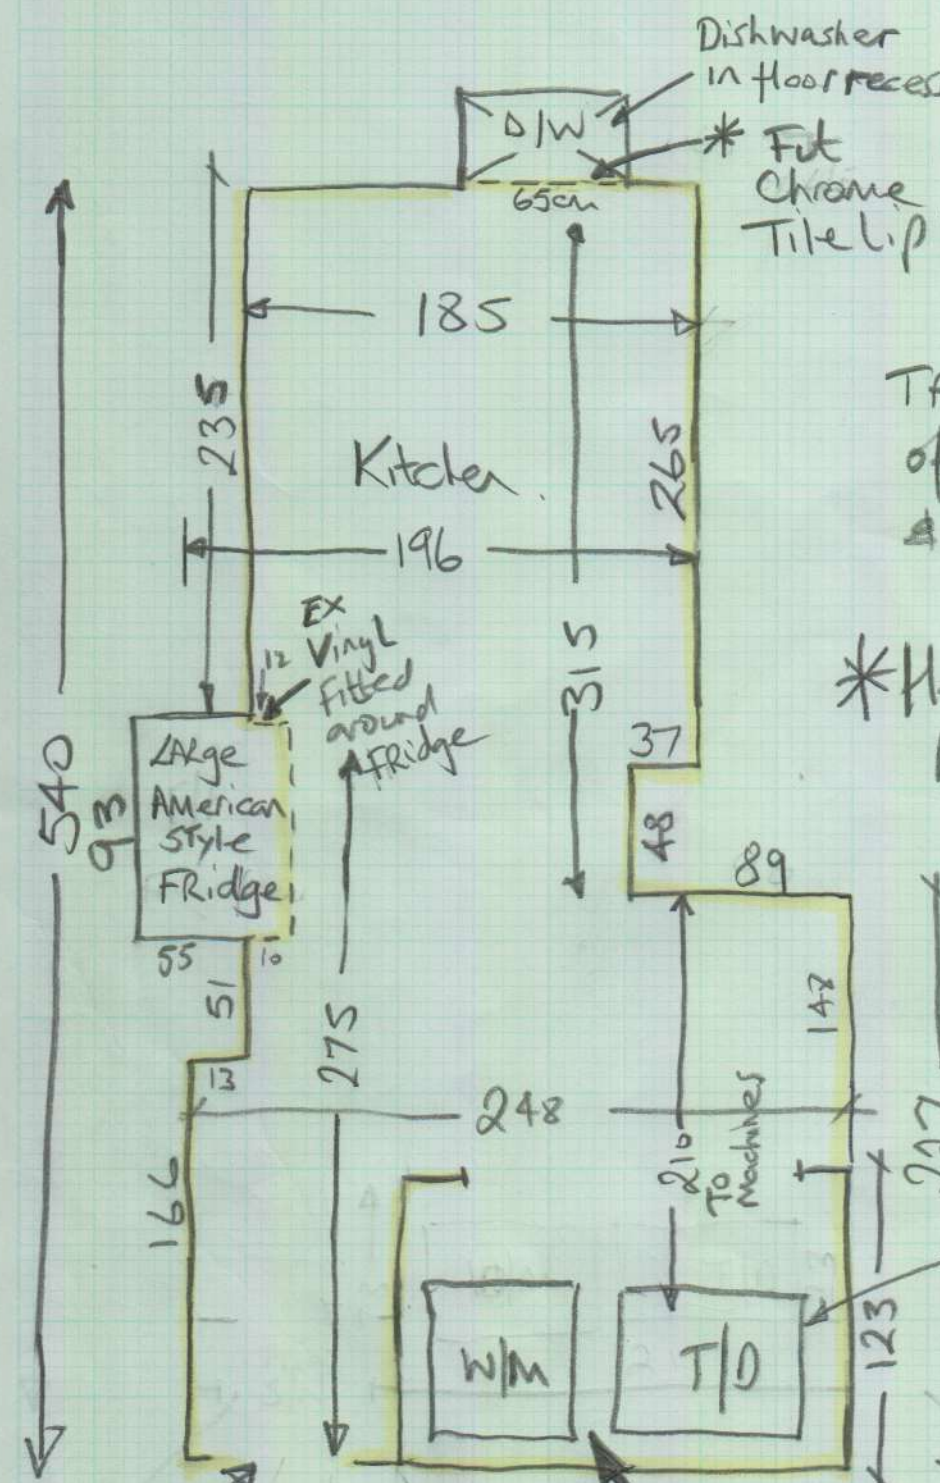 Dishwasher
in floor recess
D/W
* Fit
Chrome
Tile Lip
65cm
185
235
265
Kitchen
196
EX
12 Vinyl
Fitted
around
FRidge
315
37
540
93
LARge
American
STyle
FRidge
48
89
55
10
51
275
13
248
210
To
Machines
166
123
W/M
T/D